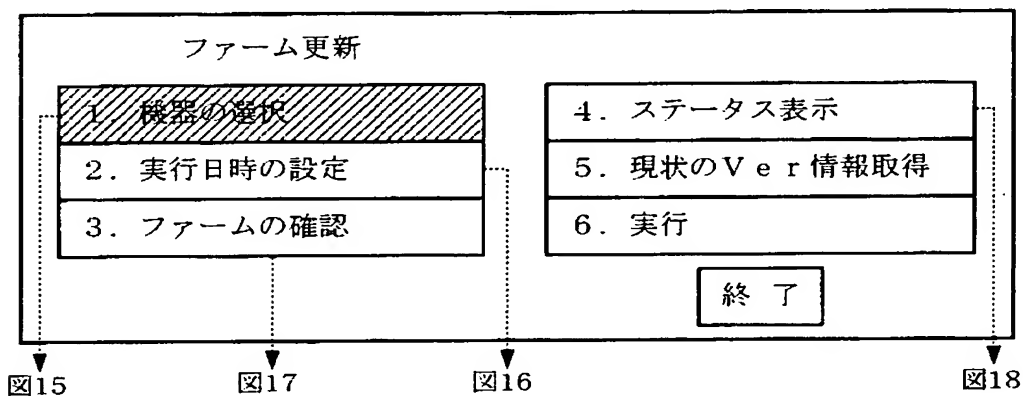 ファーム更新
1. 機器の選択
2. 実行日時の設定
3. ファームの確認
4. ステータス表示
5. 現状のVer情報取得
6. 実行
終 了
図15
図17
図16
図18